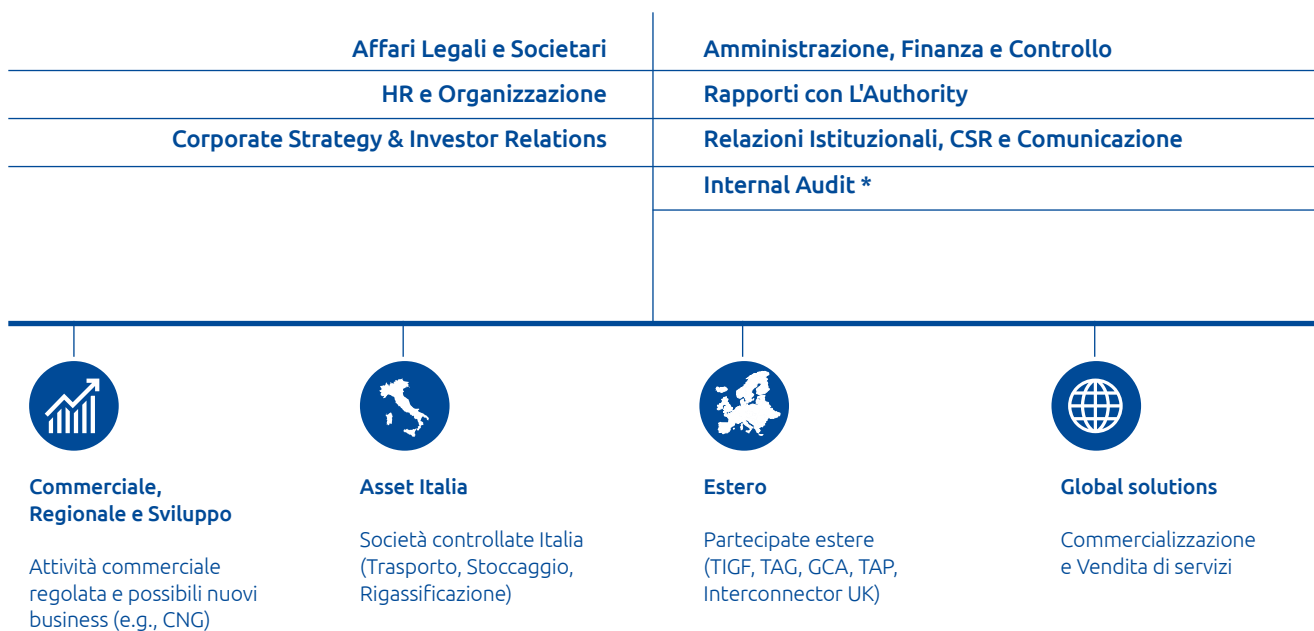 Affari Legali e Societari
Amministrazione, Finanza e Controllo
HR e Organizzazione
Rapporti con L'Authority
Corporate Strategy & Investor Relations
Relazioni Istituzionali, CSR e Comunicazione
Internal Audit *
Commerciale,
Regionale e Sviluppo
Attività commerciale
regolata e possibili nuovi
business (e.g., CNG)
Asset Italia
Società controllate Italia
(Trasporto, Stoccaggio,
Rigassificazione)
Estero
Partecipate estere
(TIGF, TAG, GCA, TAP,
Interconnector UK)
Global solutions
Commercializzazione
e Vendita di servizi